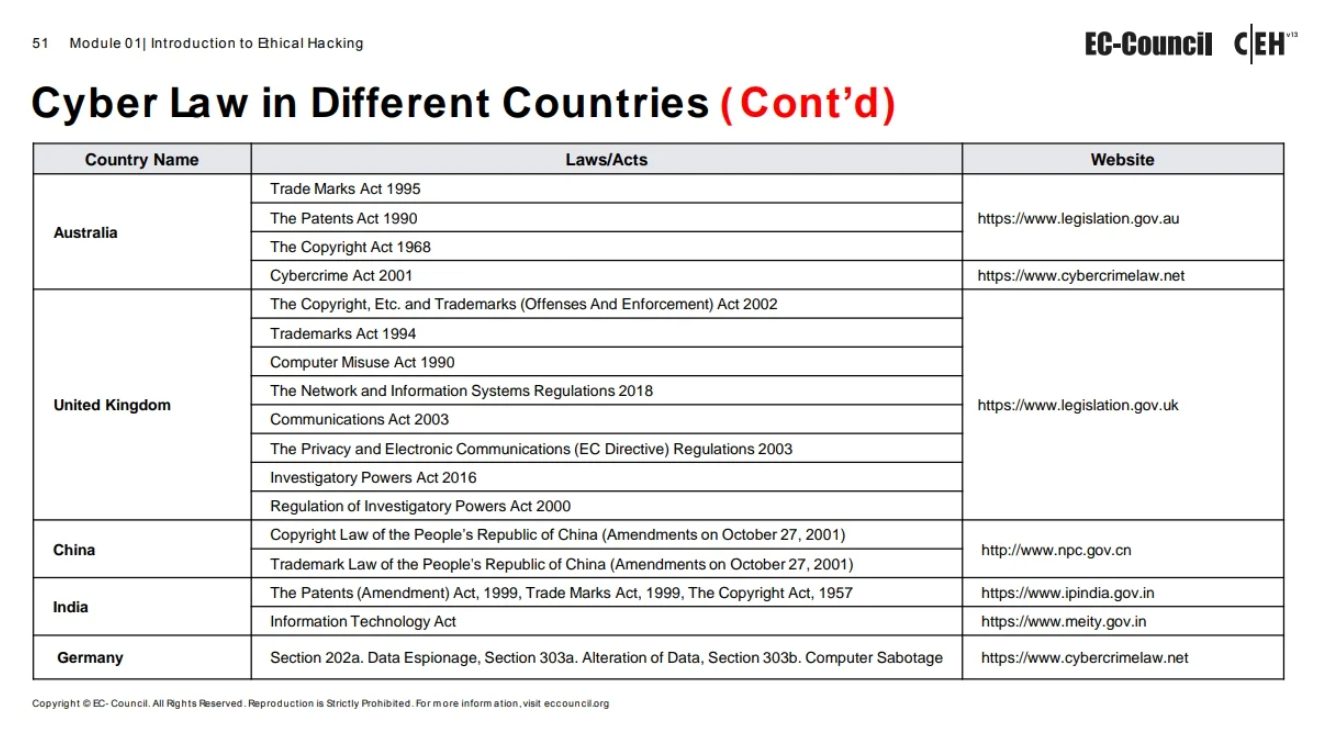 51 Module 01| Introduction to Ethical Hacking
EC-Council C|EH v13
Cyber Law in Different Countries (Cont’d)
Country Name Laws/Acts Website
Australia
Trade Marks Act 1995
The Patents Act 1990
The Copyright Act 1968
https://www.legislation.gov.au
Cybercrime Act 2001 https://www.cybercrimelaw.net
United Kingdom
The Copyright, Etc. and Trademarks (Offenses And Enforcement) Act 2002
Trademarks Act 1994
Computer Misuse Act 1990
The Network and Information Systems Regulations 2018
Communications Act 2003
The Privacy and Electronic Communications (EC Directive) Regulations 2003
Investigatory Powers Act 2016
Regulation of Investigatory Powers Act 2000
https://www.legislation.gov.uk
China
Copyright Law of the People’s Republic of China (Amendments on October 27, 2001)
Trademark Law of the People’s Republic of China (Amendments on October 27, 2001)
http://www.npc.gov.cn
India
The Patents (Amendment) Act, 1999, Trade Marks Act, 1999, The Copyright Act, 1957 https://www.ipindia.gov.in
Information Technology Act https://www.meity.gov.in
Germany Section 202a. Data Espionage, Section 303a. Alteration of Data, Section 303b. Computer Sabotage https://www.cybercrimelaw.net
Copyright © EC- Council. All Rights Reserved. Reproduction is Strictly Prohibited. For more information, visit eccouncil.org